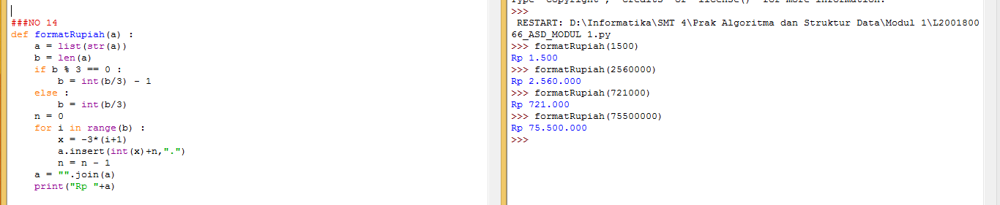 ###NO 14
def formatRupiah(a) :
    a = list(str(a))
    b = len(a)
    if b % 3 == 0 :
        b = int(b/3) - 1
    else :
        b = int(b/3)
    n = 0
    for i in range(b) :
        x = -3*(i+1)
        a.insert(int(x)+n,".")
        n = n - 1
    a = "".join(a)
    print("Rp "+a)
Type "copyright", "credits" or "license()" for more information.
>>>
 RESTART: D:\Informatika\SMT 4\Prak Algoritma dan Struktur Data\Modul 1\L2001800
66_ASD_MODUL 1.py
>>> formatRupiah(1500)
Rp 1.500
>>> formatRupiah(2560000)
Rp 2.560.000
>>> formatRupiah(721000)
Rp 721.000
>>> formatRupiah(75500000)
Rp 75.500.000
>>>